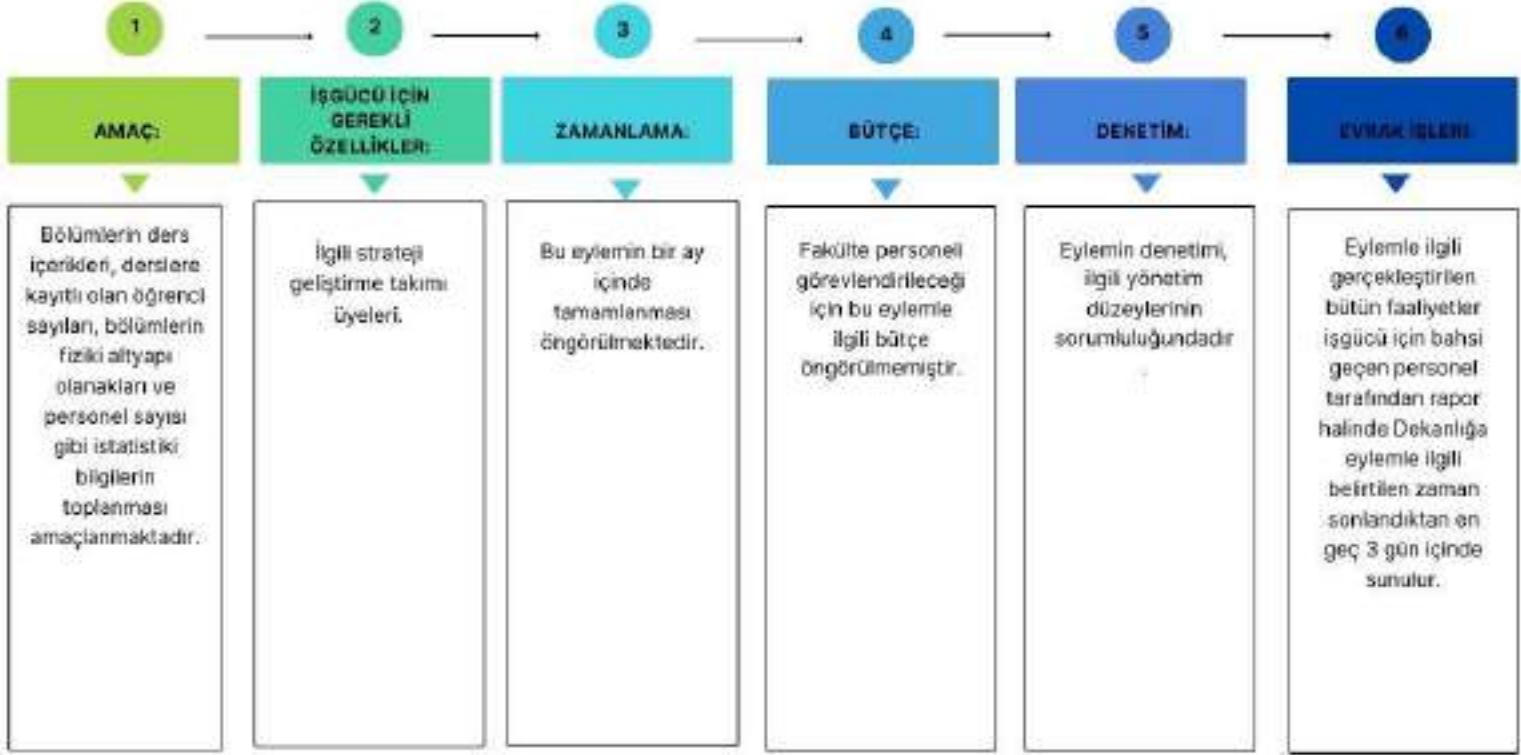 1
2
3
4
5
6
AMAÇ:
İŞGÜCÜ İÇİN
GEREKLİ
ÖZELLİKLER:
ZAMANLAMA:
BÜTÇE:
DENETİM:
EVRAK İŞLERİ:
Bölümlerin ders
içerikleri, derslere
kayıtlı olan öğrenci
sayıları, bölümlerin
fiziki altyapı
olanakları ve
personel sayısı
gibi istatistiki
bilgilerin
toplanması
amaçlanmaktadır.
İlgili strateji
geliştirme takımı
üyeleri.
Bu eylemin bir ay
içinde
tamamlanması
öngörülmektedir.
Fakülte personeli
görevlendirileceği
için bu eylemle
ilgili bütçe
öngörülmemiştir.
Eylemin denetimi,
ilgili yönetim
düzeylerinin
sorumluluğundadır
.
Eylemle ilgili
gerçekleştirilen
bütün faaliyetler
işgücü için bahsi
geçen personel
tarafından rapor
halinde Dekanlığa
eylemle ilgili
belirtilen zaman
sonlandıktan en
geç 3 gün içinde
sunulur.